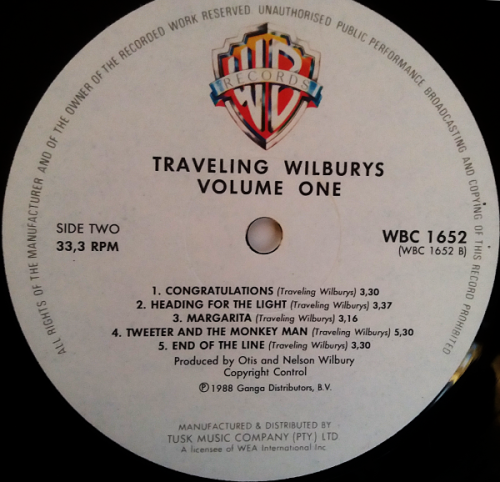 ALL RIGHTS OF THE MANUFACTURER AND OF THE OWNER OF THE RECORDED WORK RESERVED UNAUTHORISED PUBLIC PERFORMANCE BROADCASTING AND COPYING OF THIS RECORD PROHIBITED
WB
RECORDS
TRAVELING WILBURYS
VOLUME ONE
SIDE TWO
33,3 RPM
WBC 1652
(WBC 1652 B)
1. CONGRATULATIONS (Traveling Wilburys) 3,30
2. HEADING FOR THE LIGHT (Traveling Wilburys) 3,37
3. MARGARITA (Traveling Wilburys) 3,16
4. TWEETER AND THE MONKEY MAN (Traveling Wilburys) 5,30
5. END OF THE LINE (Traveling Wilburys) 3,30
Produced by Otis and Nelson Wilbury
Copyright Control
Ⓟ 1988 Ganga Distributors, B.V.
MANUFACTURED & DISTRIBUTED BY
TUSK MUSIC COMPANY (PTY) LTD
A licensee of WEA International Inc.